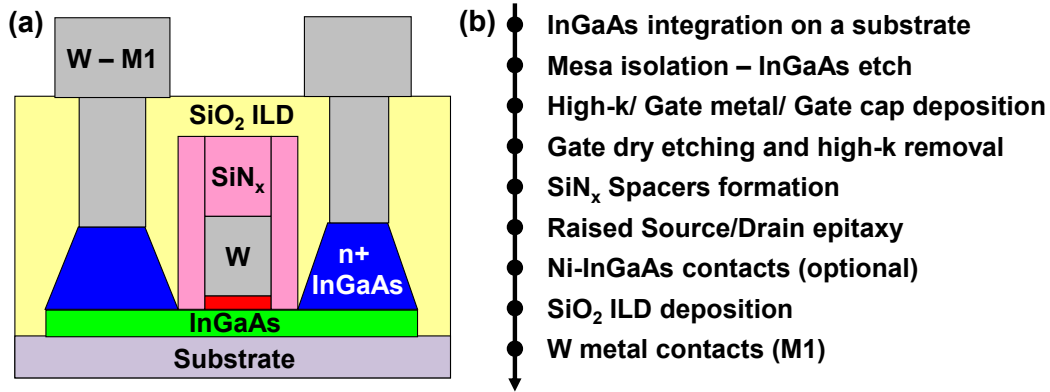 (a)
W – M1
SiO₂ ILD
SiNₓ
W
n+
InGaAs
InGaAs
Substrate
(b)
InGaAs integration on a substrate
Mesa isolation – InGaAs etch
High-k/ Gate metal/ Gate cap deposition
Gate dry etching and high-k removal
SiNₓ Spacers formation
Raised Source/Drain epitaxy
Ni-InGaAs contacts (optional)
SiO₂ ILD deposition
W metal contacts (M1)